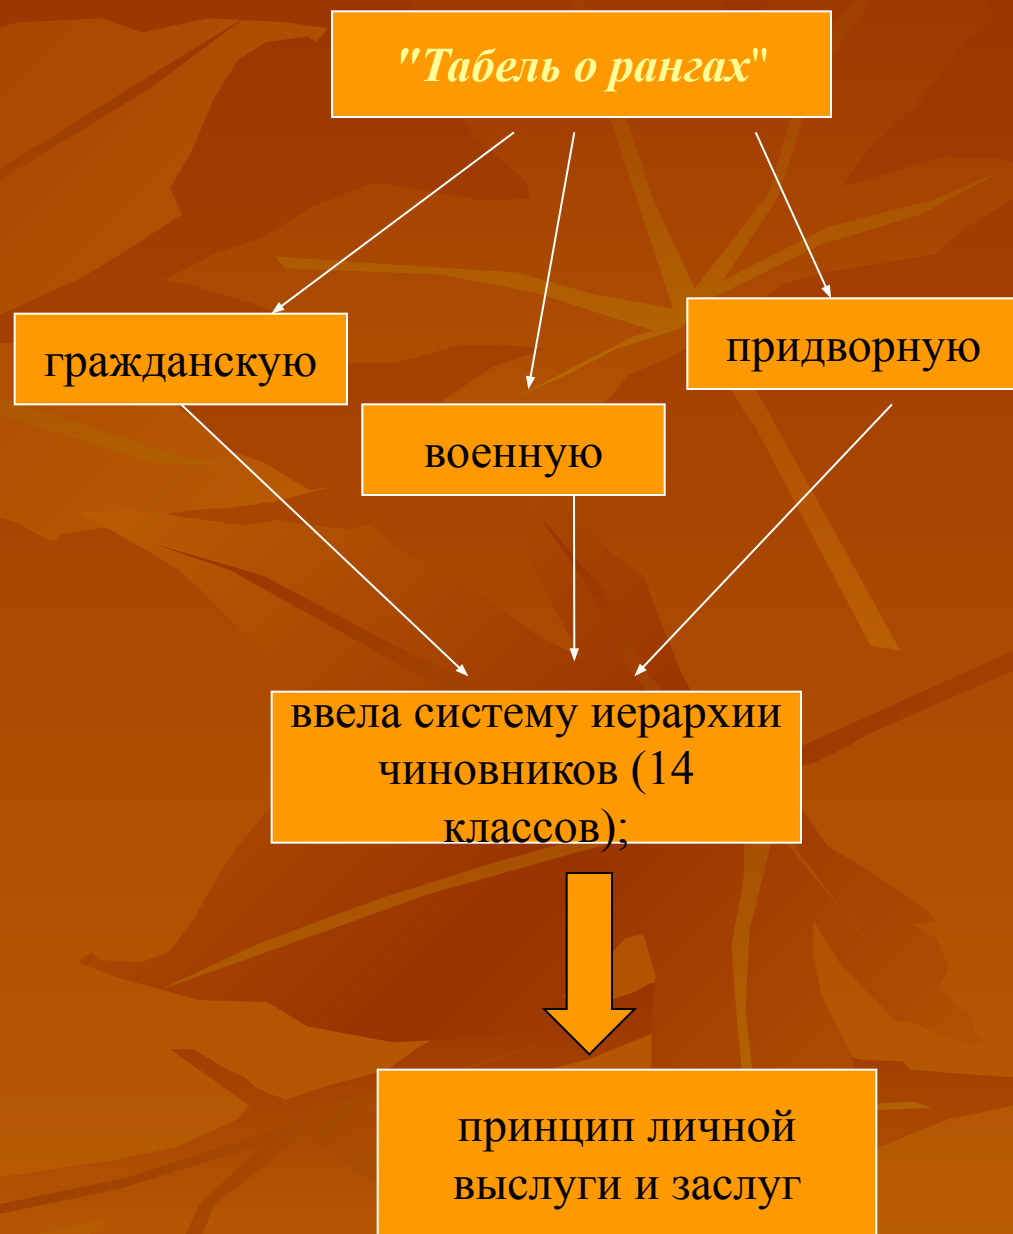 "Табель о рангах"
гражданскую
придворную
военную
ввела систему иерархии
чиновников (14
классов);
принцип личной
выслуги и заслуг